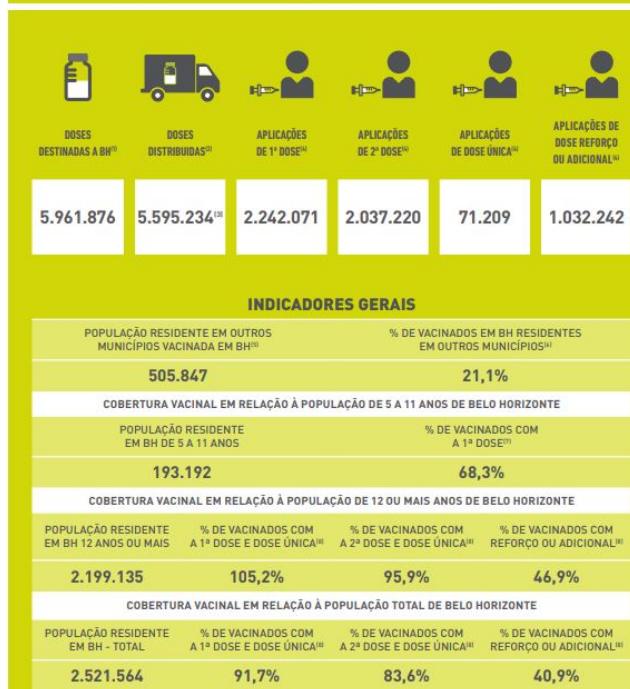 DOSES
DESTINADAS A BH⁽¹⁾
DOSES
DISTRIBUIDAS⁽²⁾
APLICAÇÕES
DE 1ª DOSE⁽⁴⁾
APLICAÇÕES
DE 2ª DOSE⁽⁴⁾
APLICAÇÕES
DE DOSE ÚNICA⁽⁴⁾
APLICAÇÕES DE
DOSE REFORÇO
OU ADICIONAL⁽⁴⁾
5.961.876
5.595.234⁽³⁾
2.242.071
2.037.220
71.209
1.032.242
INDICADORES GERAIS
POPULAÇÃO RESIDENTE EM OUTROS
MUNICÍPIOS VACINADA EM BH⁽⁵⁾
% DE VACINADOS EM BH RESIDENTES
EM OUTROS MUNICÍPIOS⁽⁶⁾
505.847
21,1%
COBERTURA VACINAL EM RELAÇÃO À POPULAÇÃO DE 5 A 11 ANOS DE BELO HORIZONTE
POPULAÇÃO RESIDENTE
EM BH DE 5 A 11 ANOS
% DE VACINADOS COM
A 1ª DOSE⁽⁷⁾
193.192
68,3%
COBERTURA VACINAL EM RELAÇÃO À POPULAÇÃO DE 12 OU MAIS ANOS DE BELO HORIZONTE
POPULAÇÃO RESIDENTE
EM BH 12 ANOS OU MAIS
% DE VACINADOS COM
A 1ª DOSE E DOSE ÚNICA⁽⁸⁾
% DE VACINADOS COM
A 2ª DOSE E DOSE ÚNICA⁽⁸⁾
% DE VACINADOS COM
REFORÇO OU ADICIONAL⁽⁸⁾
2.199.135
105,2%
95,9%
46,9%
COBERTURA VACINAL EM RELAÇÃO À POPULAÇÃO TOTAL DE BELO HORIZONTE
POPULAÇÃO RESIDENTE
EM BH - TOTAL
% DE VACINADOS COM
A 1ª DOSE E DOSE ÚNICA⁽⁸⁾
% DE VACINADOS COM
A 2ª DOSE E DOSE ÚNICA⁽⁸⁾
% DE VACINADOS COM
REFORÇO OU ADICIONAL⁽⁸⁾
2.521.564
91,7%
83,6%
40,9%